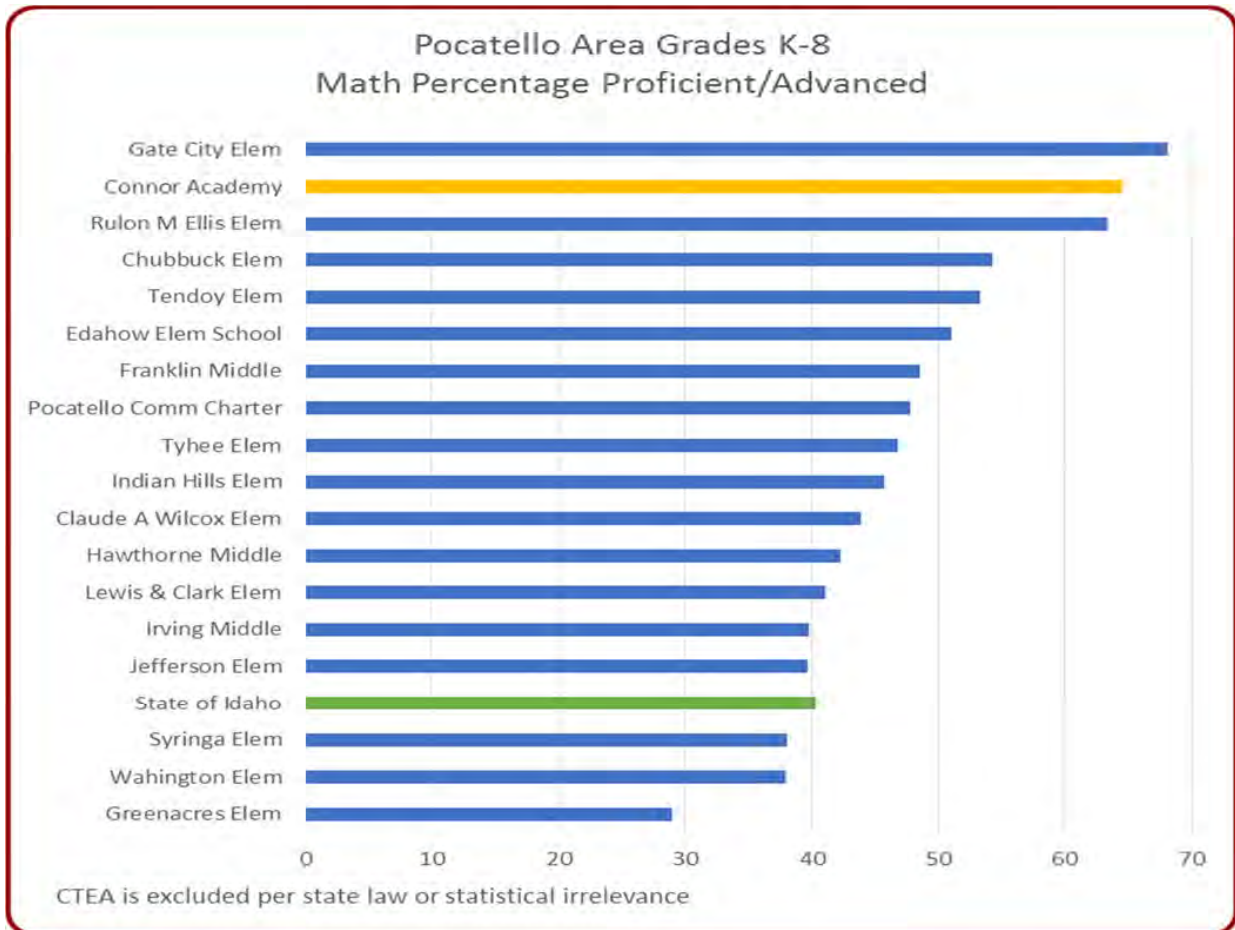 Pocatello Area Grades K-8
Math Percentage Proficient/Advanced
Gate City Elem
Connor Academy
Rulon M Ellis Elem
Chubbuck Elem
Tendoy Elem
Edahow Elem School
Franklin Middle
Pocatello Comm Charter
Tyhee Elem
Indian Hills Elem
Claude A Wilcox Elem
Hawthorne Middle
Lewis & Clark Elem
Irving Middle
Jefferson Elem
State of Idaho
Syringa Elem
Wahington Elem
Greenacres Elem
0 10 20 30 40 50 60 70
CTEA is excluded per state law or statistical irrelevance